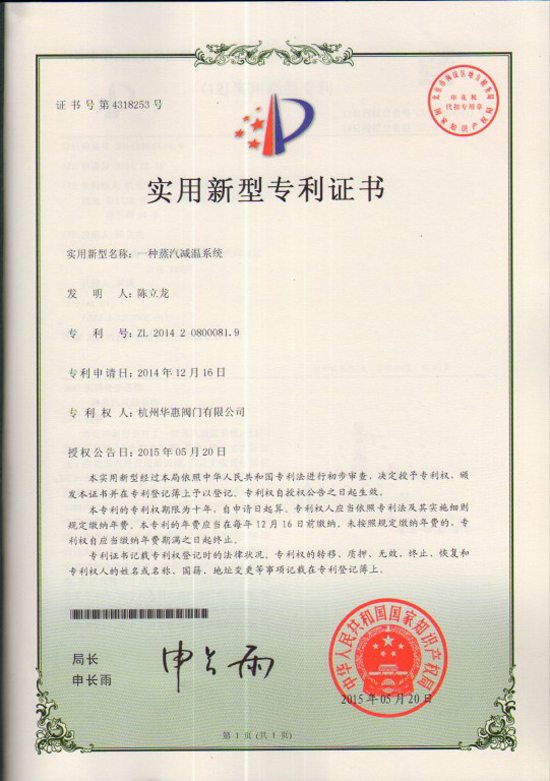 证书号第4318253号
实用新型专利证书
实用新型名称：一种蒸汽减温系统
发明人：陈立龙
专利号：ZL 2014 2 0800081.9
专利申请日：2014年12月16日
专利权人：杭州华惠阀门有限公司
授权公告日：2015年05月20日
本实用新型经过本局依照中华人民共和国专利法进行初步审查，决定授予专利权，颁
发本证书并在专利登记簿上予以登记。专利权自授权公告之日起生效。
本专利的专利权期限为十年，自申请日起算。专利权人应当依照专利法及其实施细则
规定缴纳年费。本专利的年费应当在每年12月16日前缴纳。未按照规定缴纳年费的，专
利权自应当缴纳年费期满之日起终止。
专利证书记载专利权登记时的法律状况。专利权的转移、质押、无效、终止、恢复和
专利权人的姓名或名称、国籍、地址变更等事项记载在专利登记簿上。
局长
申长雨
申长雨
中华人民共和国国家知识产权局
2015年05月20日
第1页(共1页)